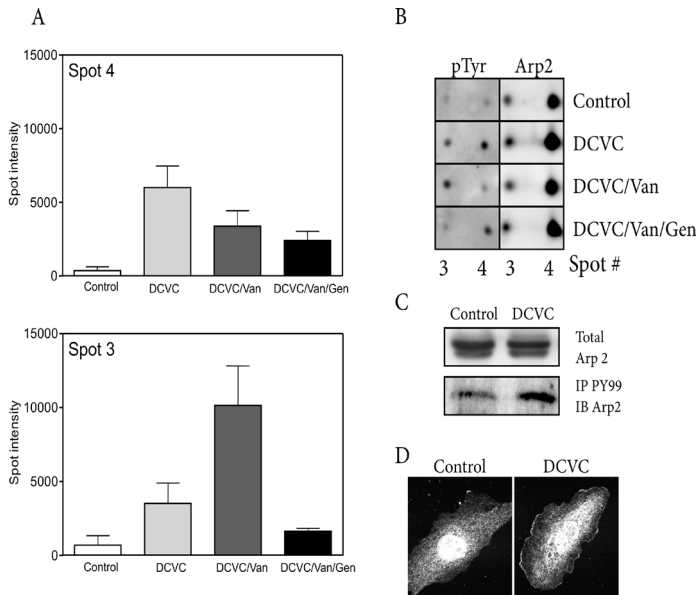 A
15000
Spot 4
10000
Spot intensity
5000
0
Control DCVC DCVC/Van DCVC/Van/Gen
15000
Spot 3
10000
Spot intensity
5000
0
Control DCVC DCVC/Van DCVC/Van/Gen
B
pTyr Arp2
Control
DCVC
DCVC/Van
DCVC/Van/Gen
3 4 3 4 Spot #
C
Control DCVC
Total
Arp 2
IP PY99
IB Arp2
D
Control DCVC